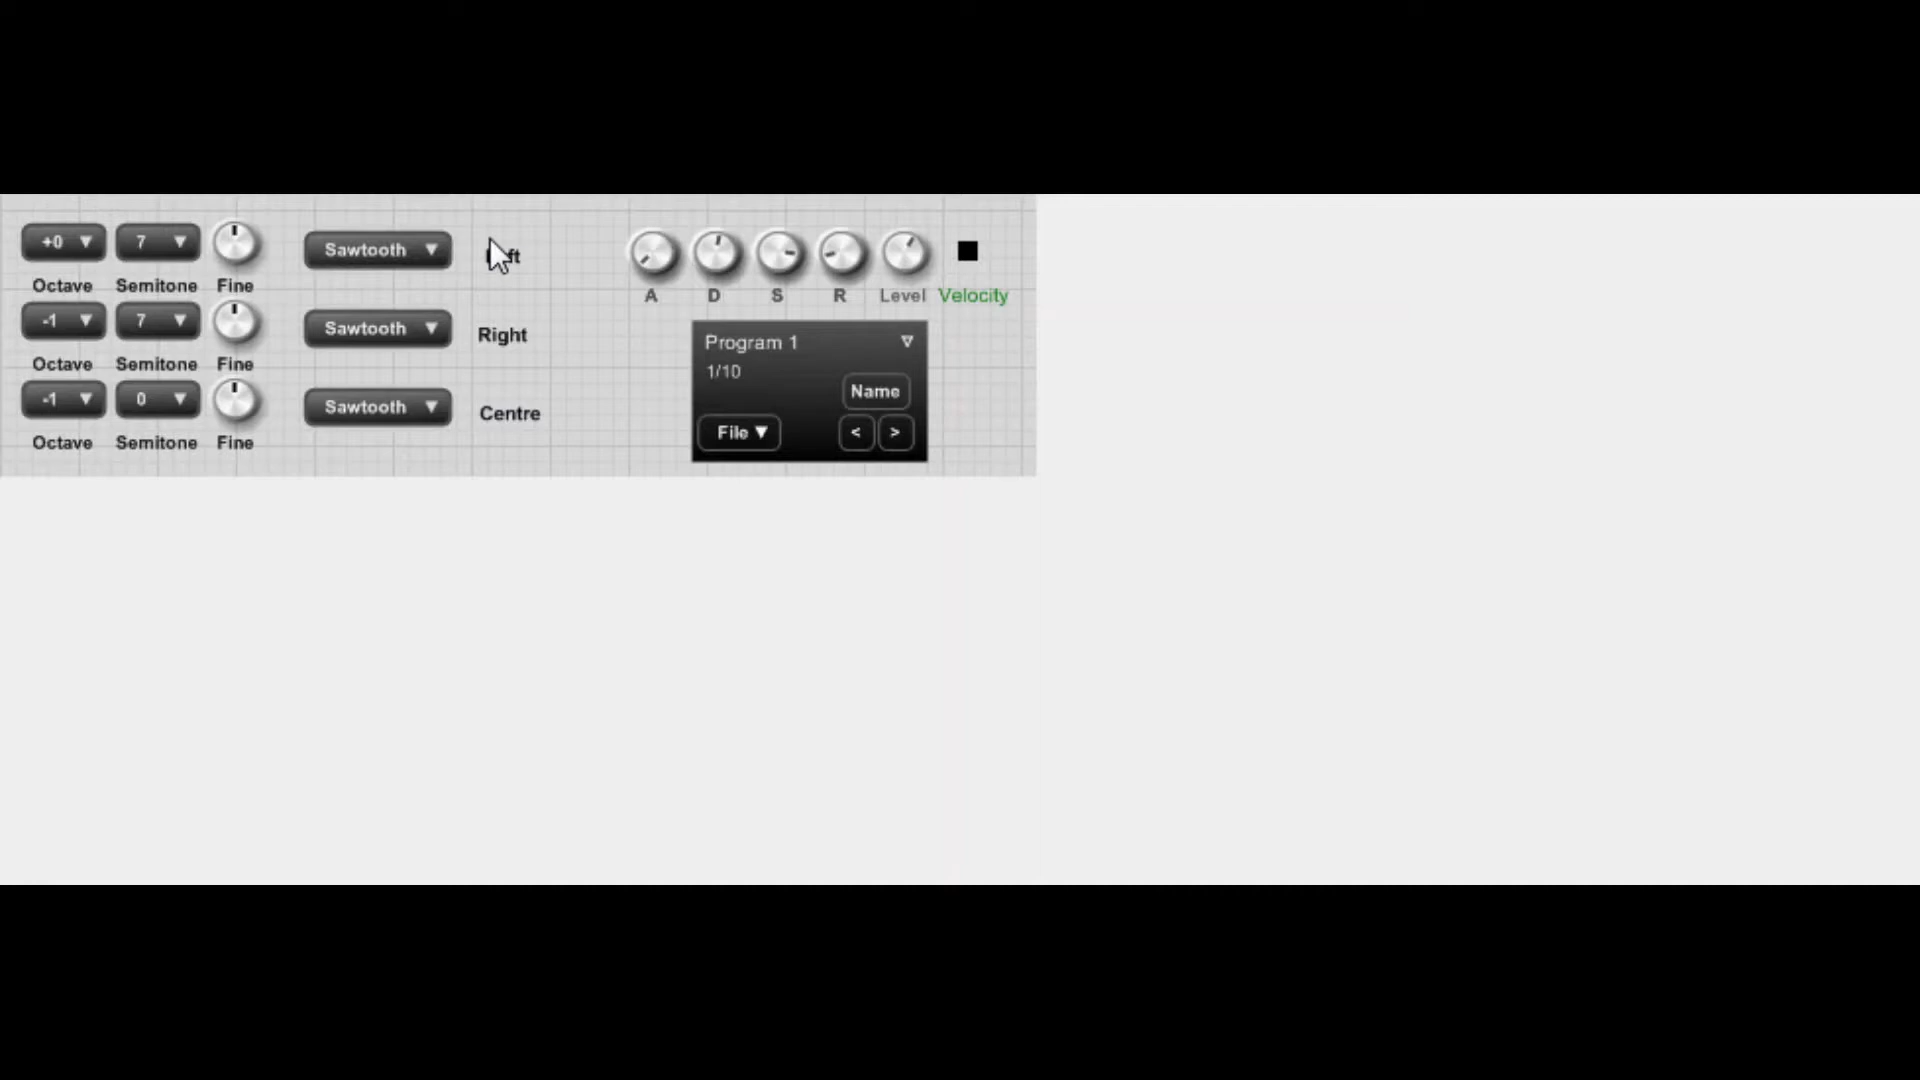 +0 ▼ 7 ▼
Sawtooth ▼
Octave Semitone Fine
A D S R Level Velocity
-1 ▼ 7 ▼
Sawtooth ▼ Right
Octave Semitone Fine
-1 ▼ 0 ▼
Sawtooth ▼ Centre
Octave Semitone Fine
Program 1
1/10
Name
File ▼ < >